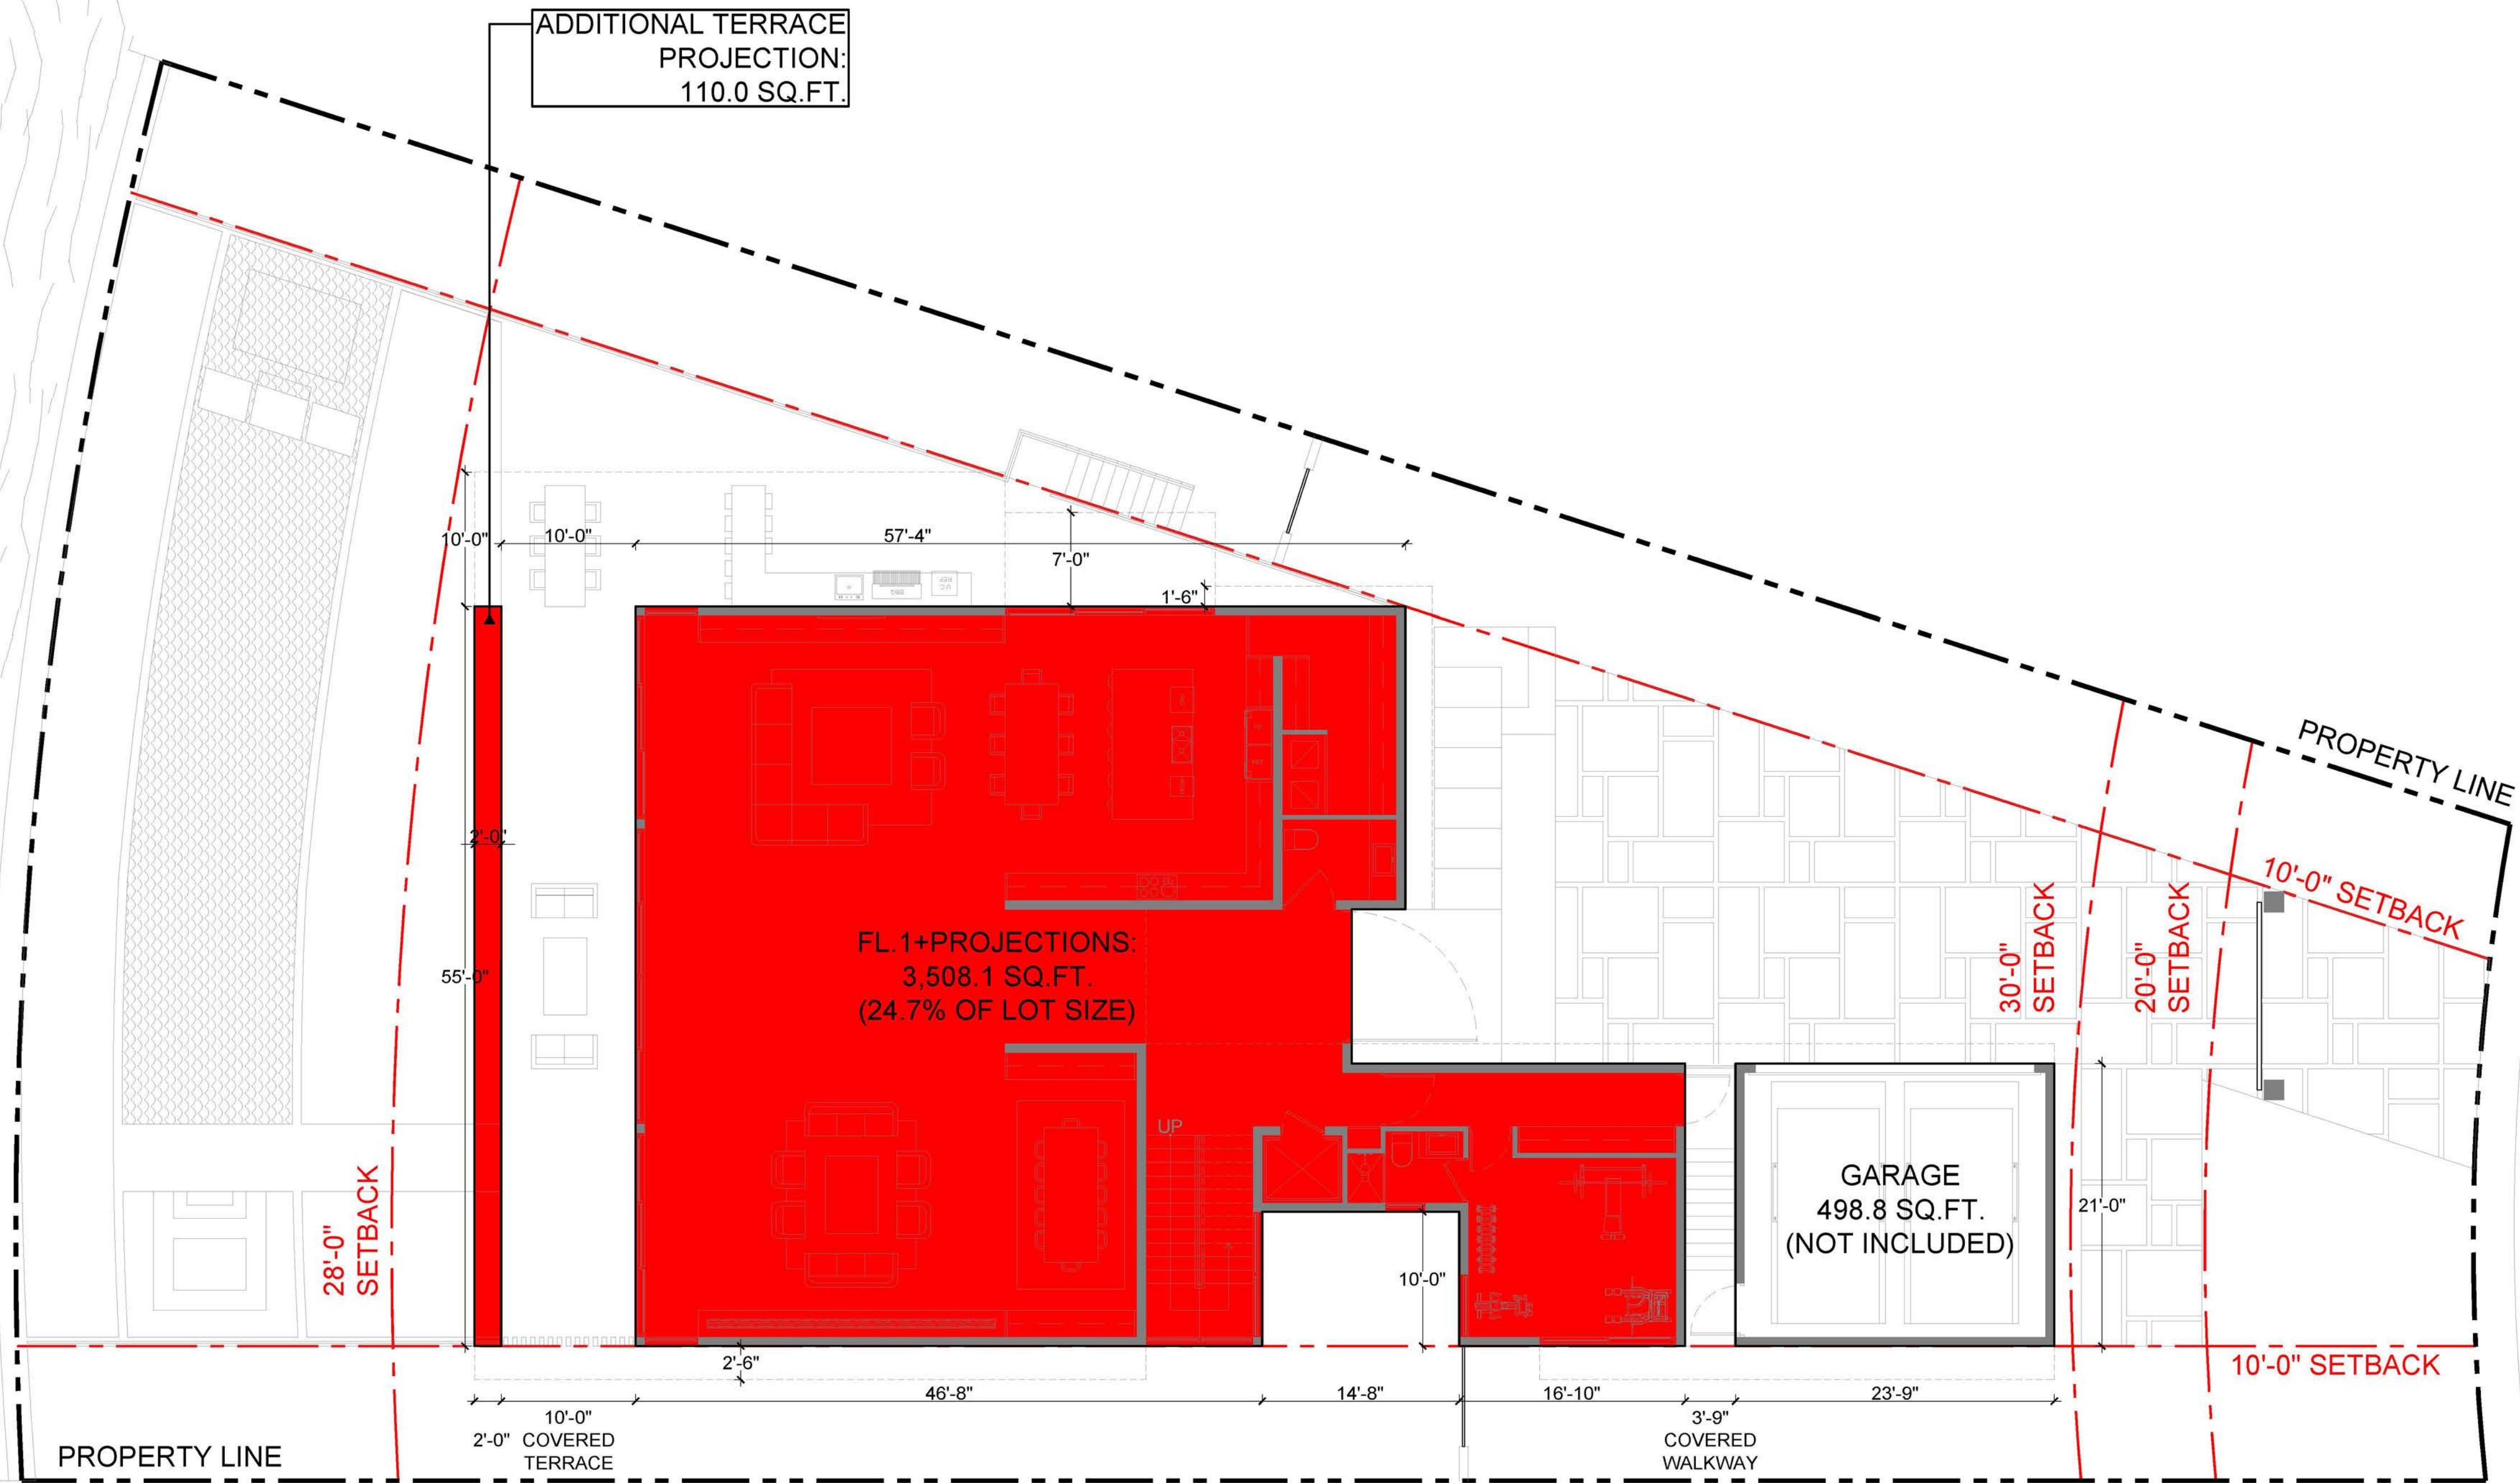 ADDITIONAL TERRACE
PROJECTION:
110.0 SQ.FT.
10'-0"
10'-0"
57'-4"
7'-0"
1'-6"
BBQ
PROPERTY LINE
2'-0"
10'-0" SETBACK
FL.1+PROJECTIONS:
3,508.1 SQ.FT.
(24.7% OF LOT SIZE)
55'-0"
30'-0"
SETBACK
20'-0"
SETBACK
UP
28'-0"
SETBACK
GARAGE
498.8 SQ.FT.
(NOT INCLUDED)
21'-0"
10'-0"
2'-6"
10'-0" SETBACK
46'-8"
14'-8"
16'-10"
23'-9"
10'-0"
2'-0" COVERED
TERRACE
3'-9"
COVERED
WALKWAY
PROPERTY LINE